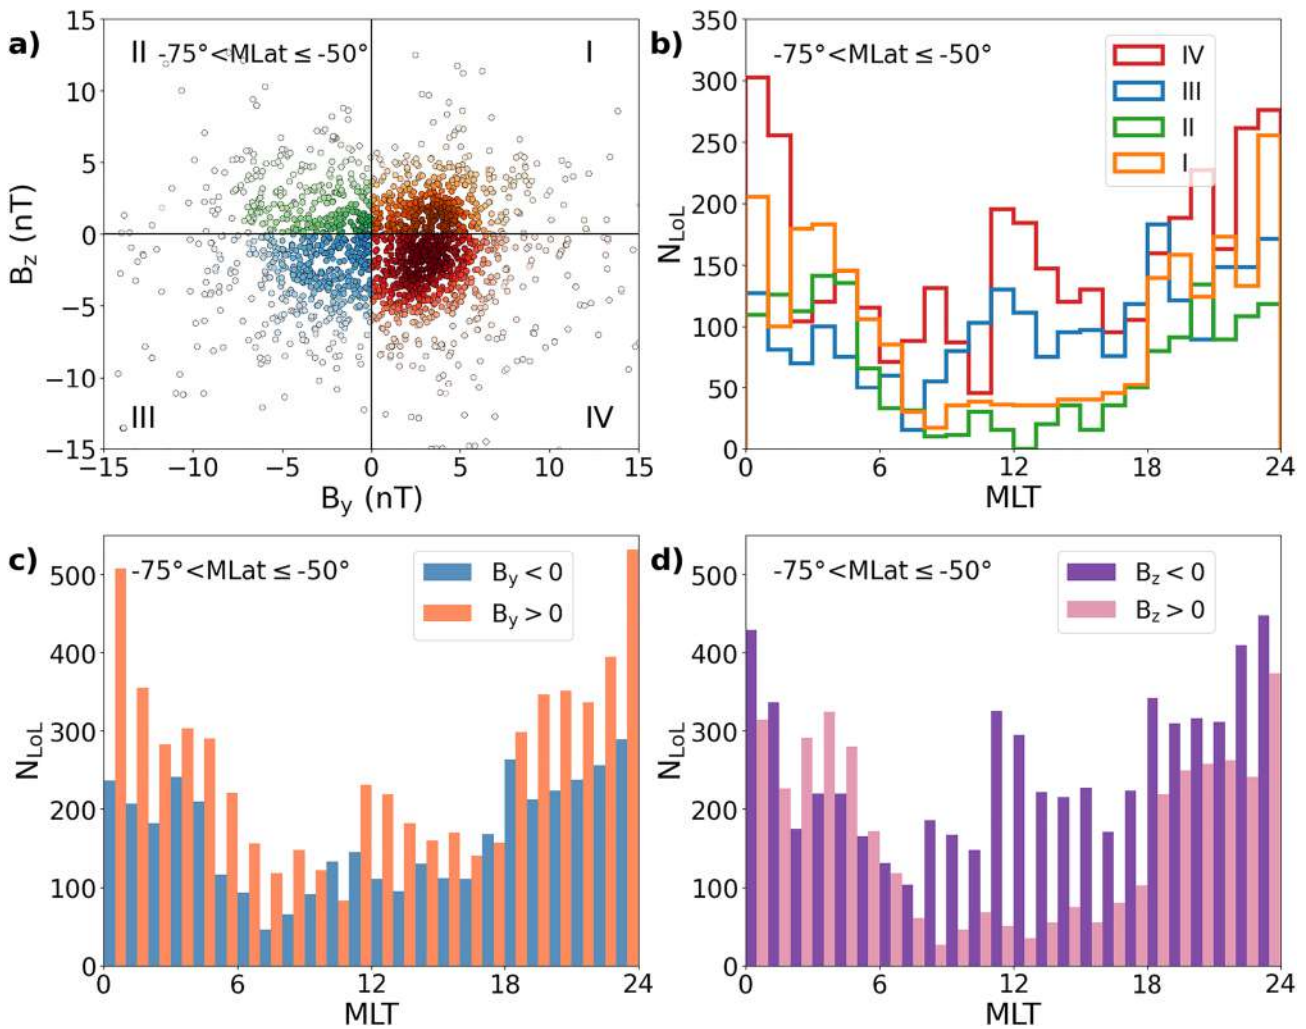 a)
II -75°<MLat ≤ -50°
I
III
IV
15
10
5
0
−5
−10
−15
B_z (nT)
−15 −10 −5 0 5 10 15
B_y (nT)
b)
-75°<MLat ≤ -50°
IV
III
II
I
350
300
250
200
150
100
50
0
N_LoL
0 6 12 18 24
MLT
c)
-75°<MLat ≤ -50°
B_y < 0
B_y > 0
500
400
300
200
100
0
N_LoL
0 6 12 18 24
MLT
d)
-75°<MLat ≤ -50°
B_z < 0
B_z > 0
500
400
300
200
100
0
N_LoL
0 6 12 18 24
MLT